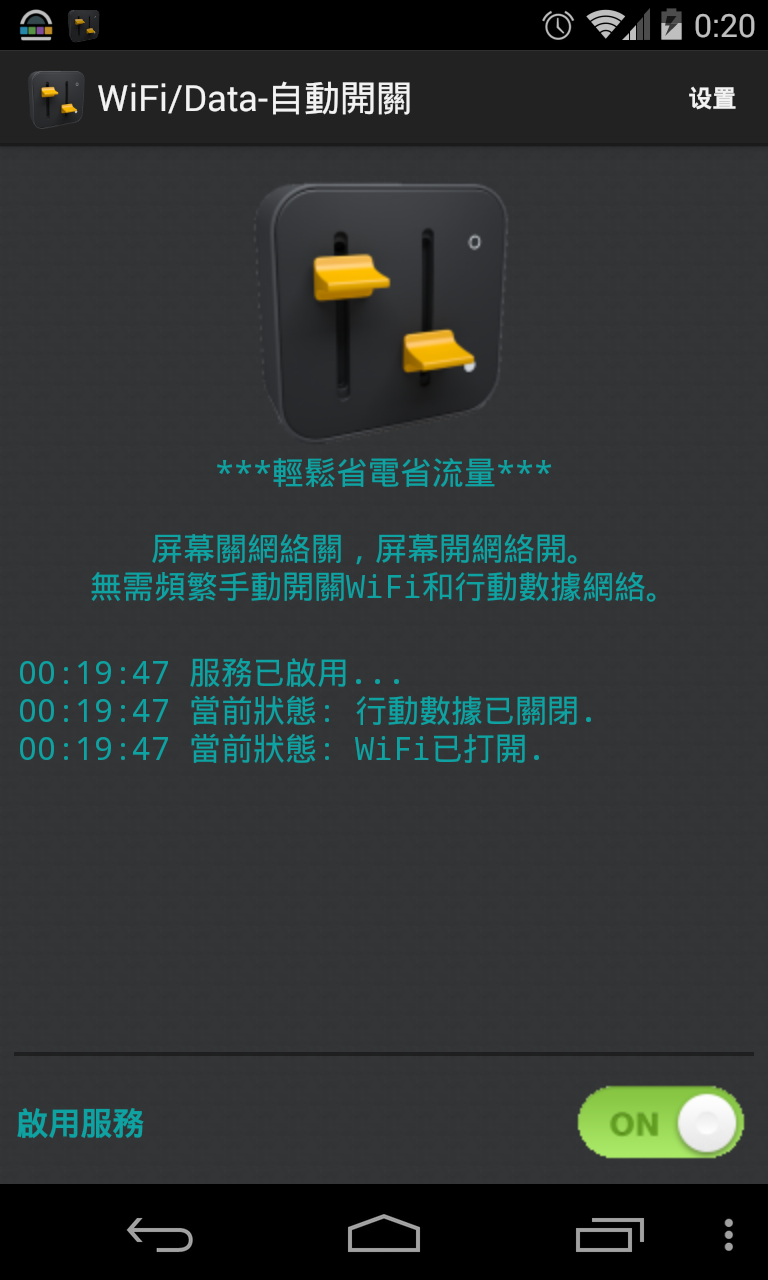 0:20
WiFi/Data-自動開關
设置
***輕鬆省電省流量***
屏幕關網絡關，屏幕開網絡開。
無需頻繁手動開關WiFi和行動數據網絡。
00:19:47 服務已啟用...
00:19:47 當前狀態: 行動數據已關閉.
00:19:47 當前狀態: WiFi已打開.
啟用服務
ON